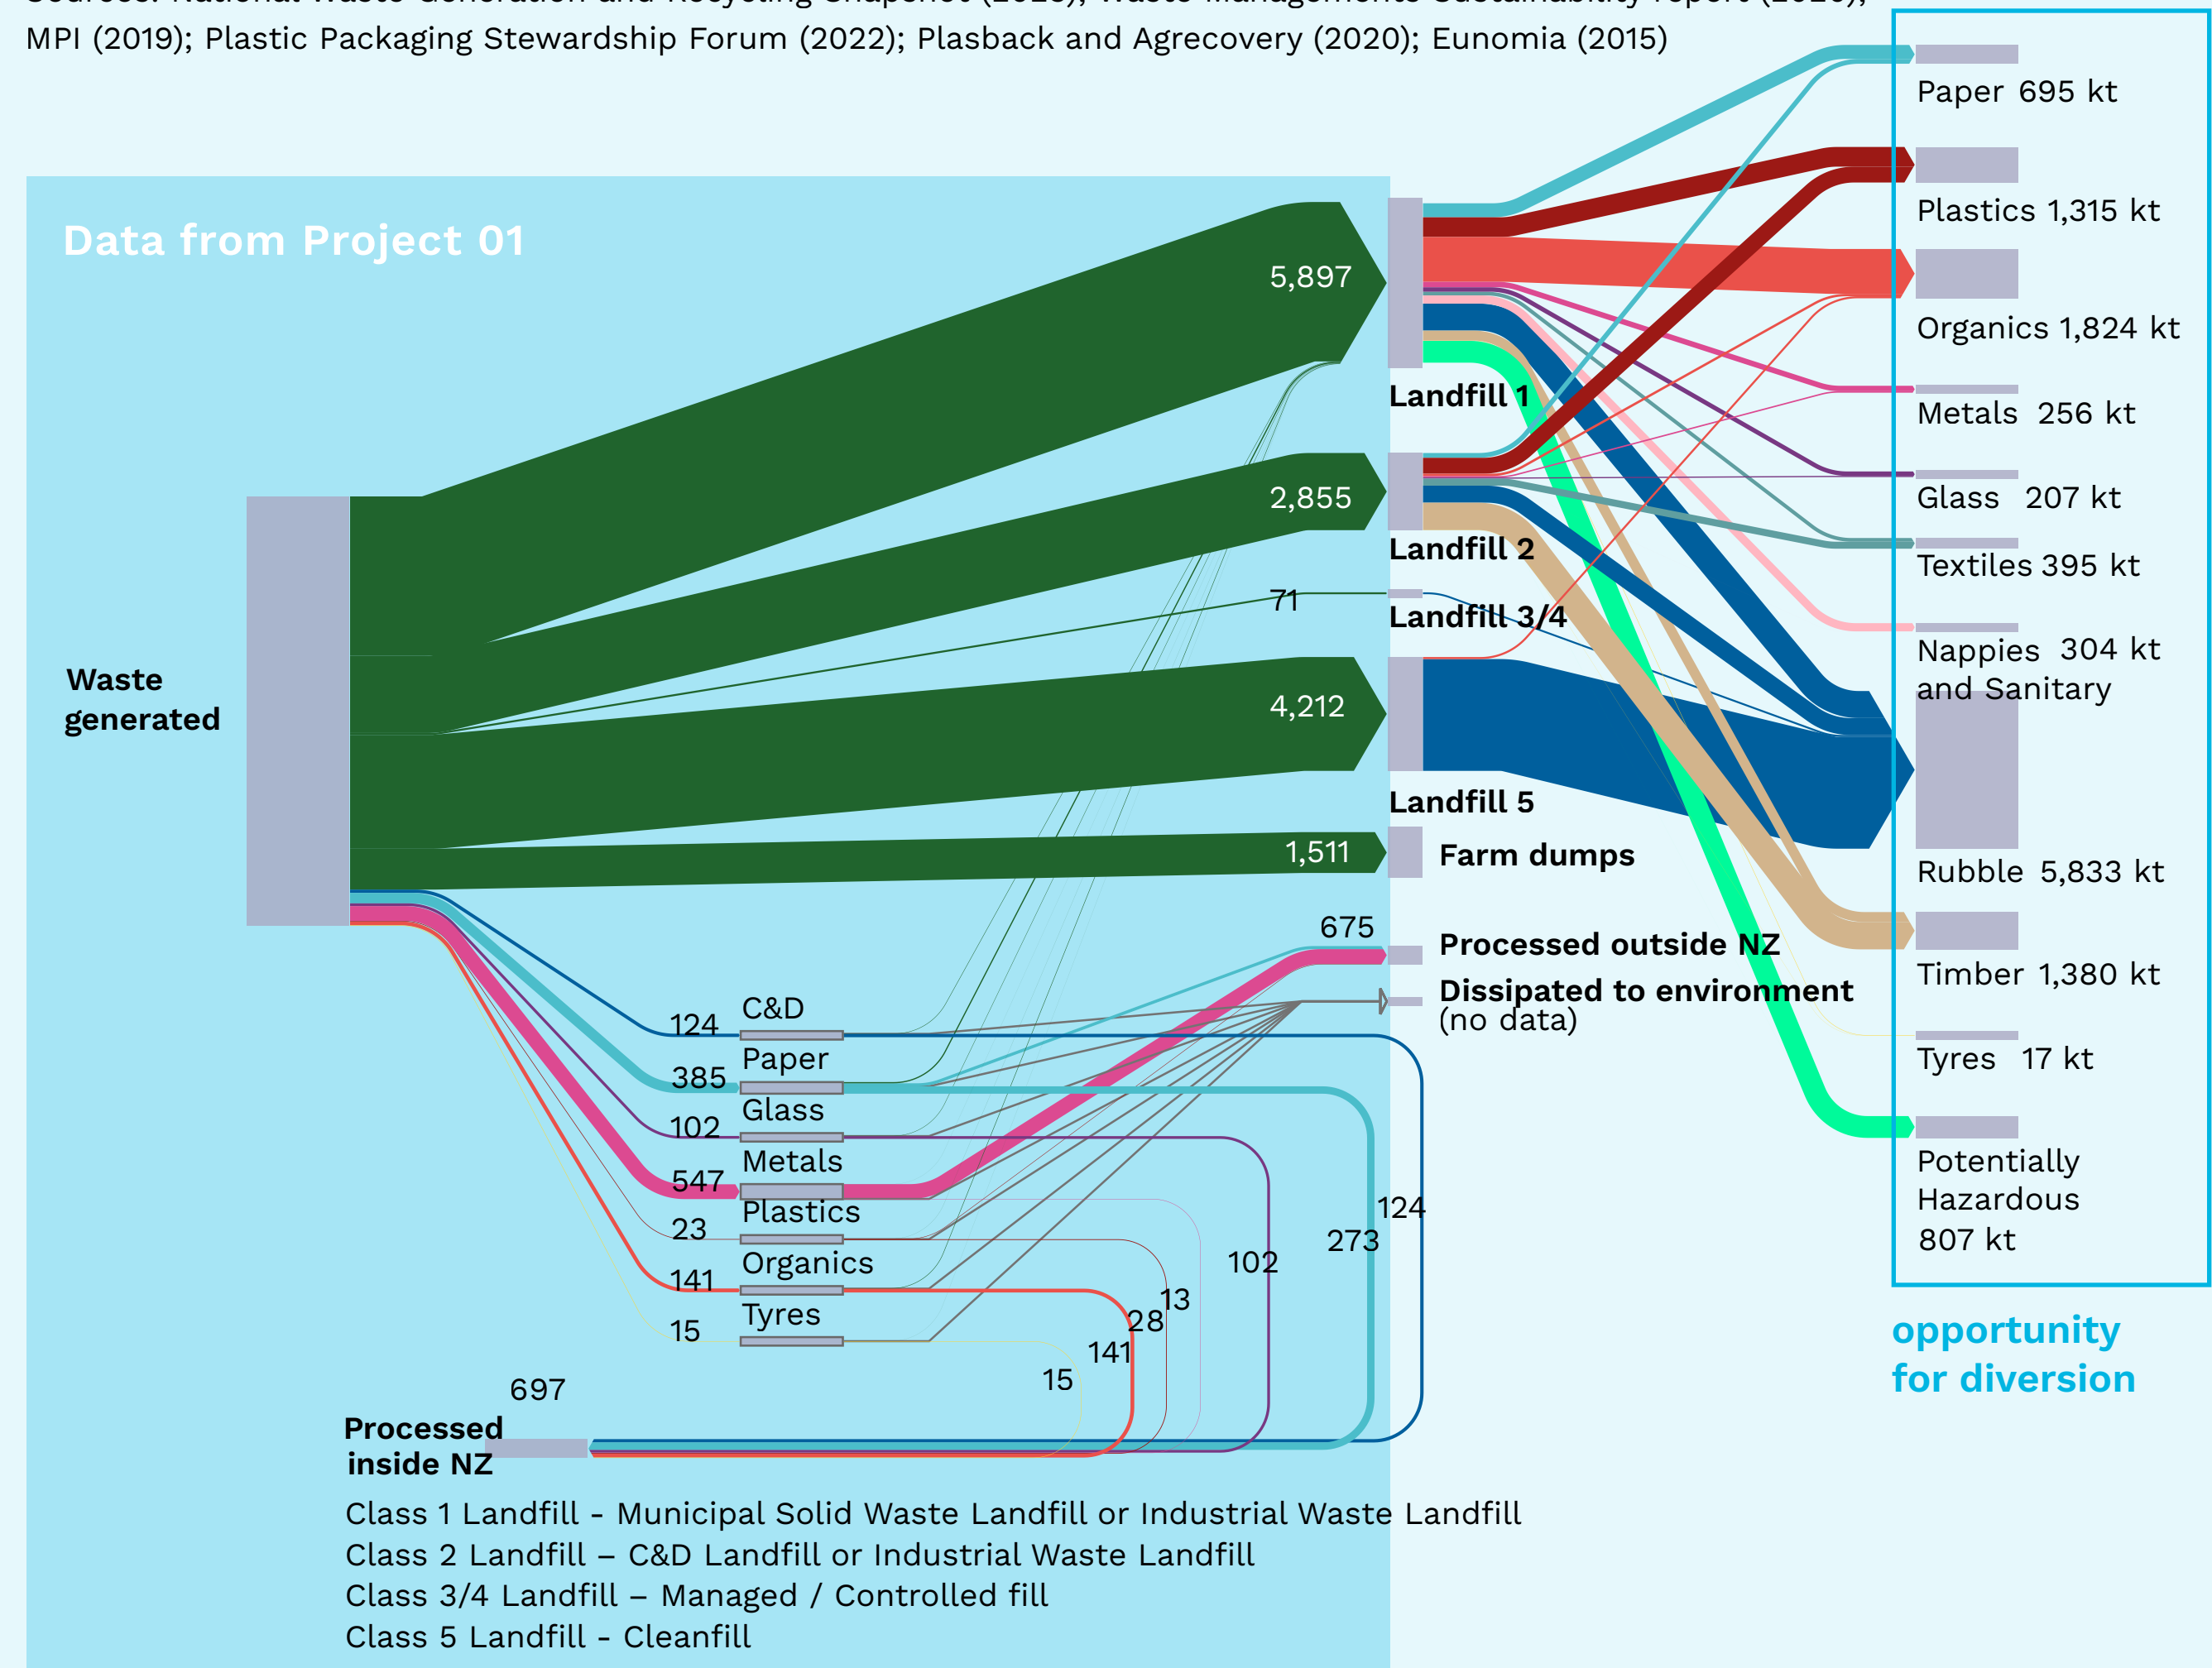 MPI (2019); Plastic Packaging Stewardship Forum (2022); Plasback and Agrecovery (2020); Eunomia (2015)
Data from Project 01
Waste
generated
5,897
2,855
71
4,212
1,511
675
Landfill 1
Landfill 2
Landfill 3/4
Landfill 5
Farm dumps
Processed outside NZ
Dissipated to environment
(no data)
Paper 695 kt
Plastics 1,315 kt
Organics 1,824 kt
Metals 256 kt
Glass 207 kt
Textiles 395 kt
Nappies 304 kt
and Sanitary
Rubble 5,833 kt
Timber 1,380 kt
Tyres 17 kt
Potentially
Hazardous
807 kt
opportunity
for diversion
C&D
124
Paper
385
Glass
102
Metals
547
Plastics
23
Organics
141
Tyres
15
124
273
102
13
28
141
15
697
Processed
inside NZ
Class 1 Landfill - Municipal Solid Waste Landfill or Industrial Waste Landfill
Class 2 Landfill – C&D Landfill or Industrial Waste Landfill
Class 3/4 Landfill – Managed / Controlled fill
Class 5 Landfill - Cleanfill